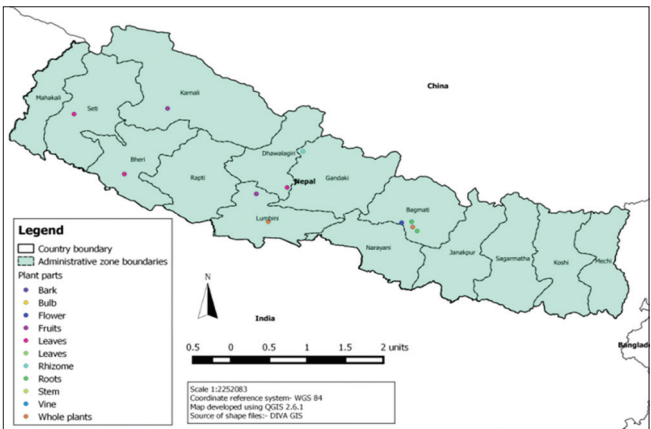 China
Karnali
Mahakali
Seti
Dhawalagiri
Bheri
Rapti
Gandaki
Nepal
Bagmati
Lumbini
Narayani
Janakpur
Sagarmatha
Koshi
Mechi
Legend
Country boundary
Administrative zone boundaries
Plant parts
Bark
Bulb
Flower
Fruits
Leaves
Leaves
Rhizome
Roots
Stem
Vine
Whole plants
N
India
0.5 0 0.5 1 1.5 2 units
Banglade
Scale 1:2252083
Coordinate reference system- WGS 84
Map developed using QGIS 2.6.1
Source of shape files:- DIVA GIS